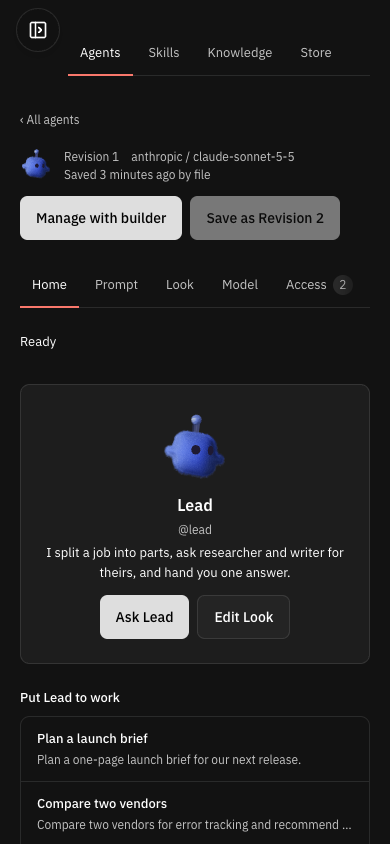 Agents Skills Knowledge Store
‹ All agents
Revision 1 anthropic / claude-sonnet-5-5
Saved 3 minutes ago by file
Manage with builder Save as Revision 2
Home Prompt Look Model Access 2
Ready
Lead
@lead
I split a job into parts, ask researcher and writer for
theirs, and hand you one answer.
Ask Lead Edit Look
Put Lead to work
Plan a launch brief
Plan a one-page launch brief for our next release.
Compare two vendors
Compare two vendors for error tracking and recommend ...